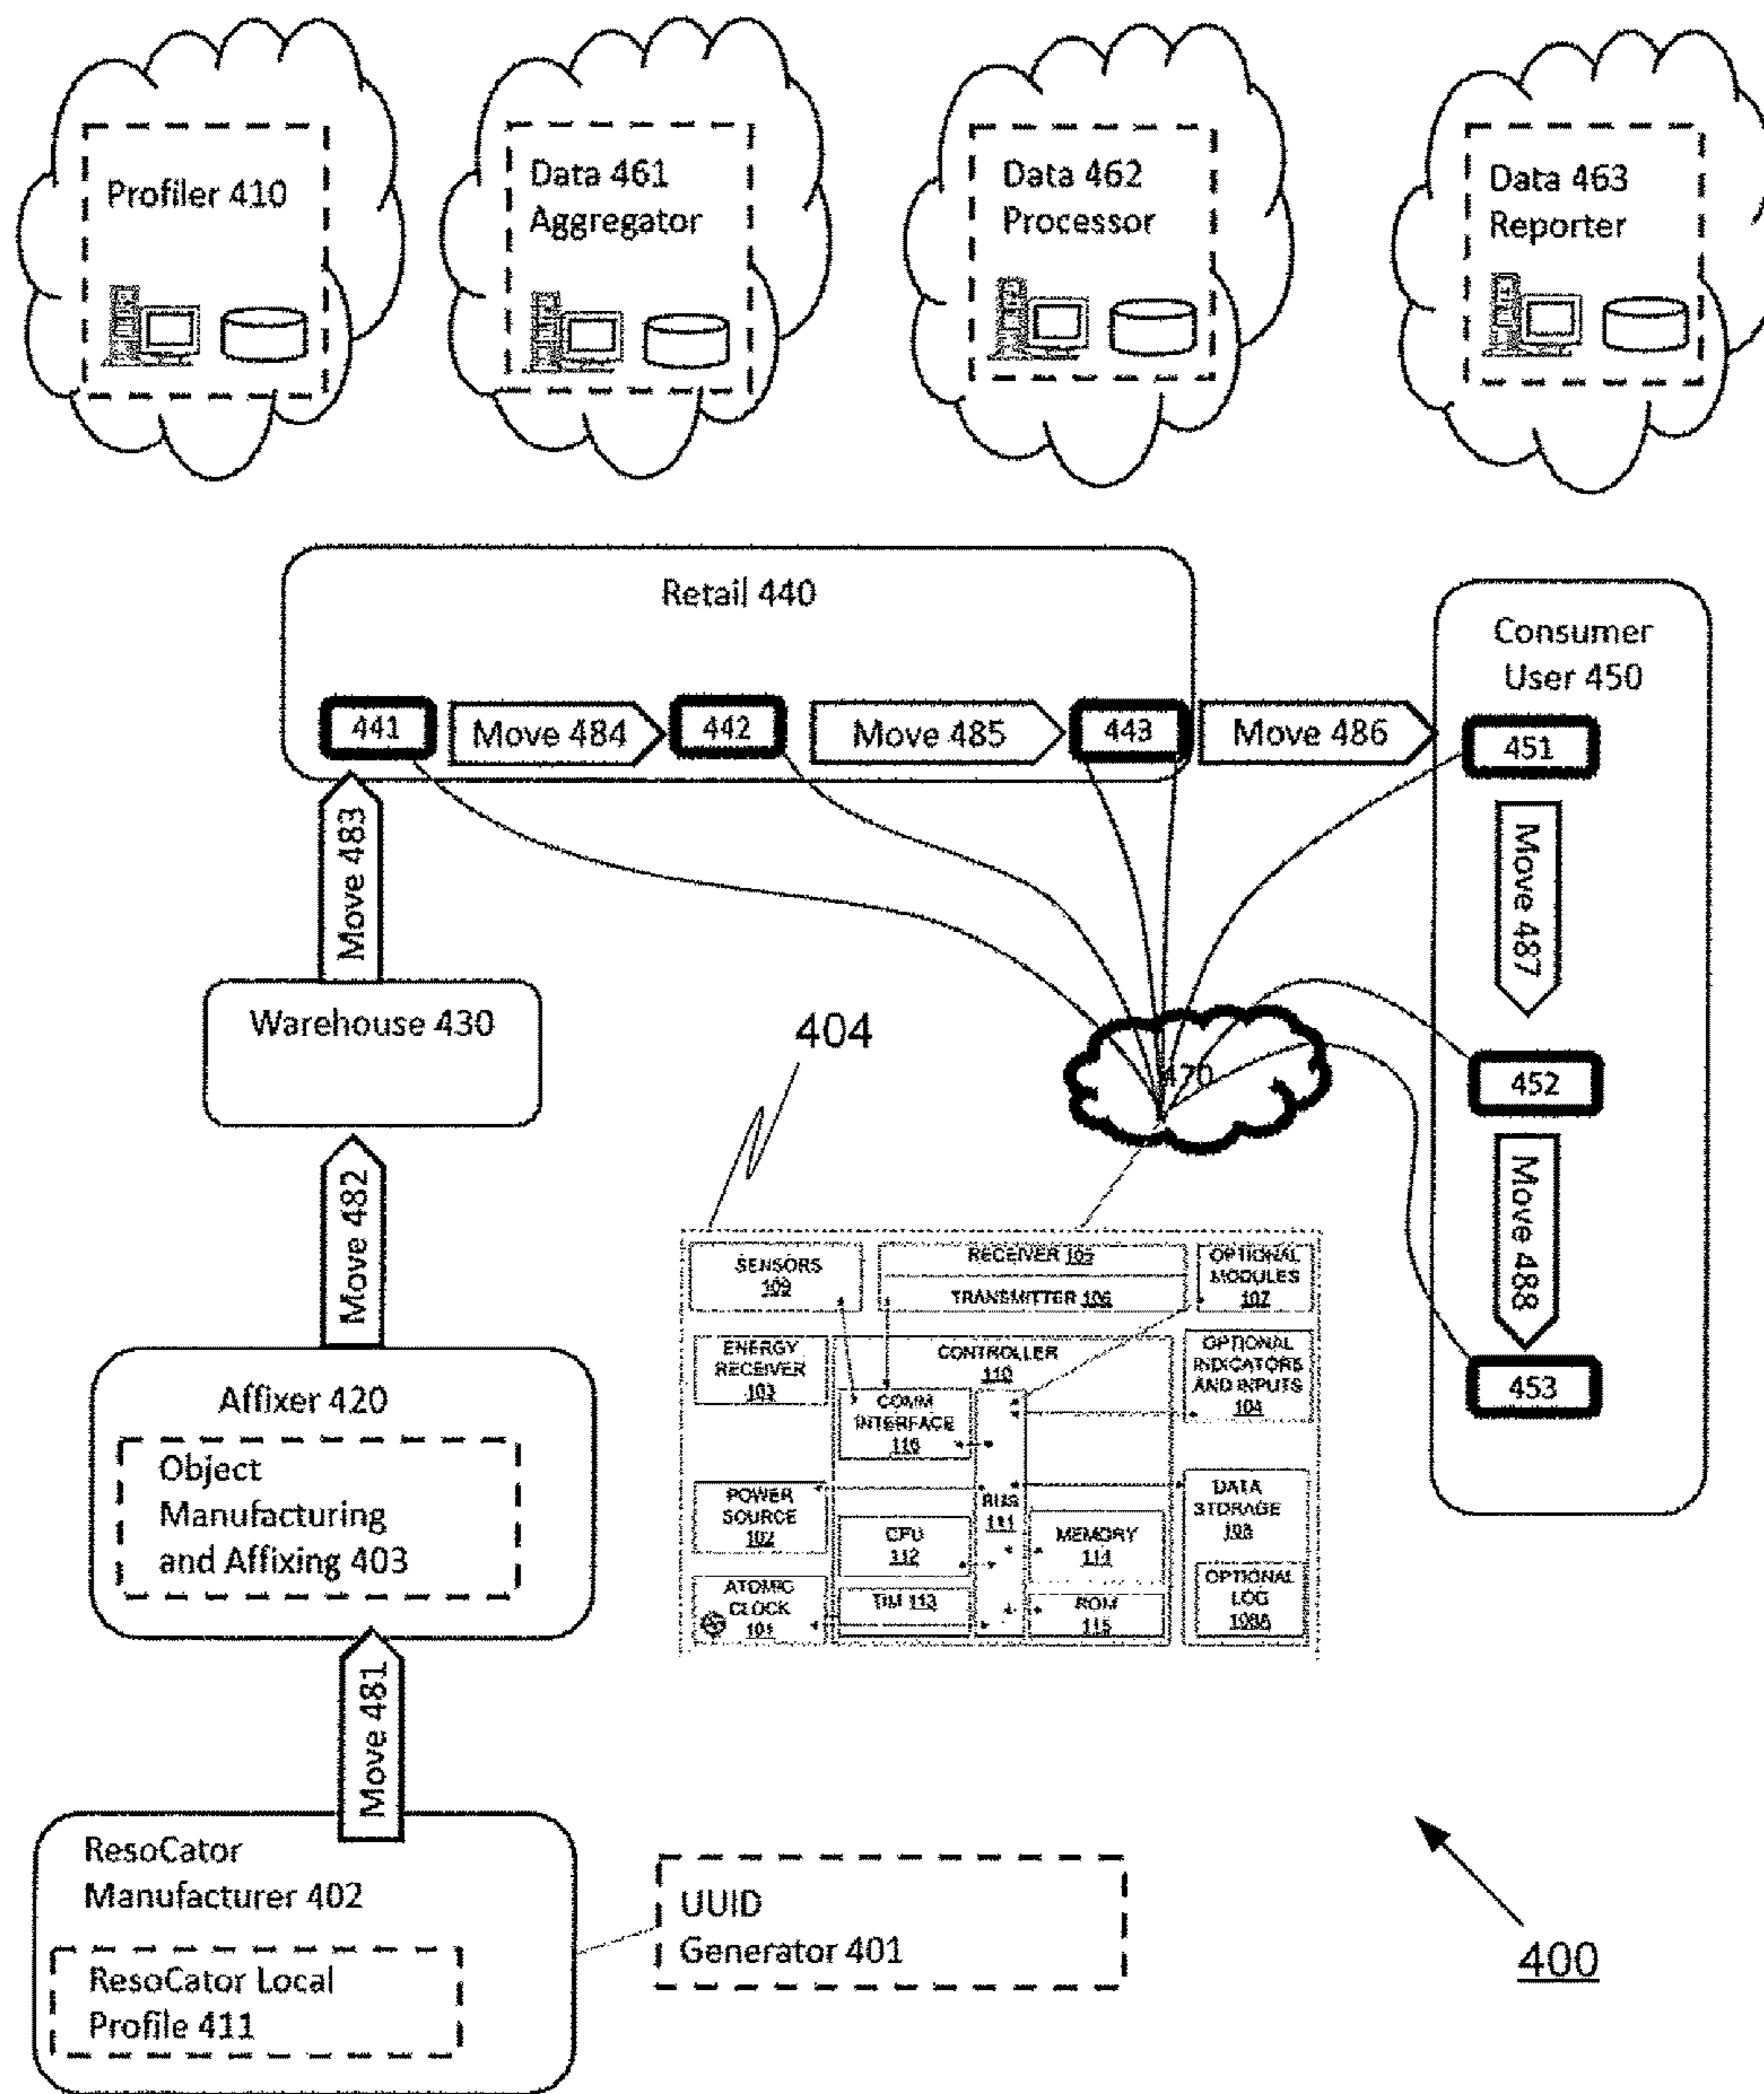 Profiler 410
Data 461
Aggregator
Data 462
Processor
Data 463
Reporter
Retail 440
441
Move 484
442
Move 485
443
Move 486
Consumer
User 450
451
Move 487
452
Move 488
453
Move 483
Warehouse 430
404
470
Move 482
SENSORS
109
RECEIVER 105
TRANSMITTER 106
OPTIONAL
MODULES
107
ENERGY
RECEIVER
103
CONTROLLER
110
OPTIONAL
INDICATORS
AND INPUTS
104
COMM
INTERFACE
116
POWER
SOURCE
102
BUS
111
DATA
STORAGE
108
CPU
112
MEMORY
114
ATOMIC
CLOCK
101
TIM 113
ROM
115
OPTIONAL
LOG
108A
Affixer 420
Object
Manufacturing
and Affixing 403
Move 481
ResoCator
Manufacturer 402
ResoCator Local
Profile 411
UUID
Generator 401
400